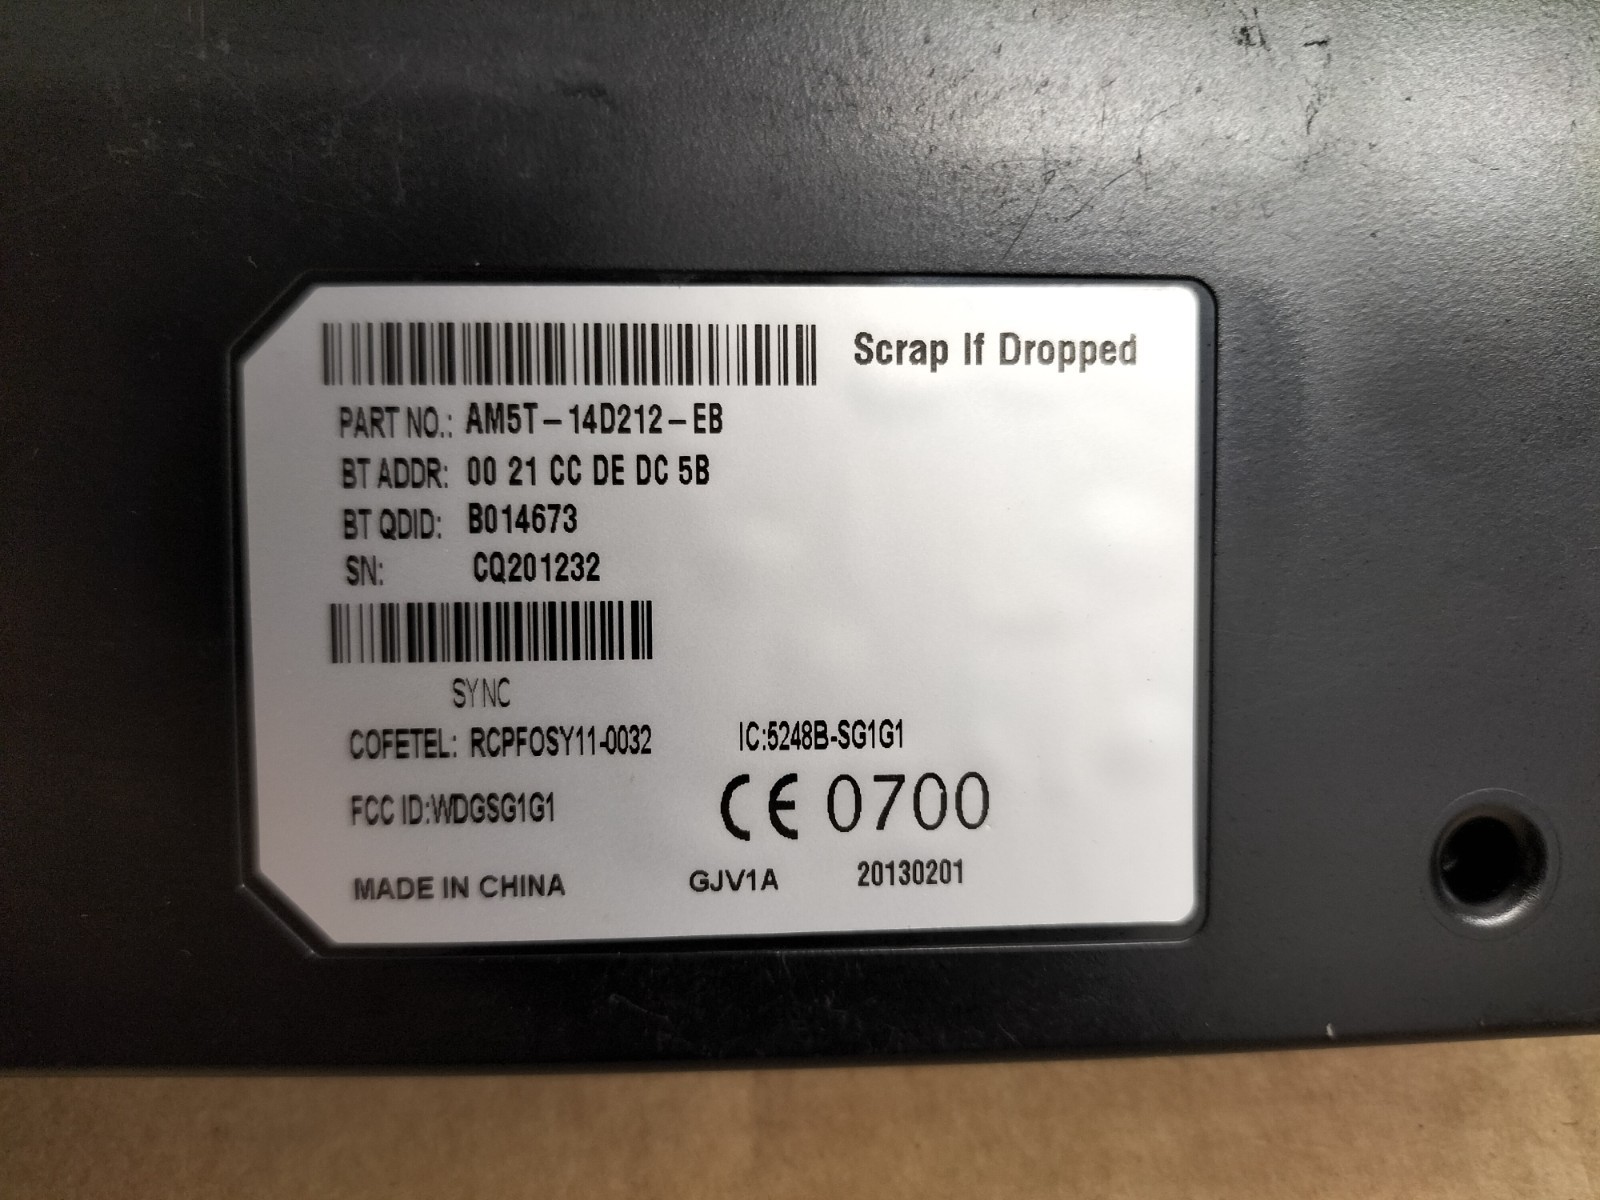 Scrap If Dropped
PART NO.: AM5T-14D212-EB
BT ADDR: 00 21 CC DE DC 5B
BT QDID: B014673
SN: CQ201232
SYNC
COFETEL: RCPFOSY11-0032 IC:5248B-SG1G1
FCC ID:WDGSG1G1 CE 0700
MADE IN CHINA GJV1A 20130201